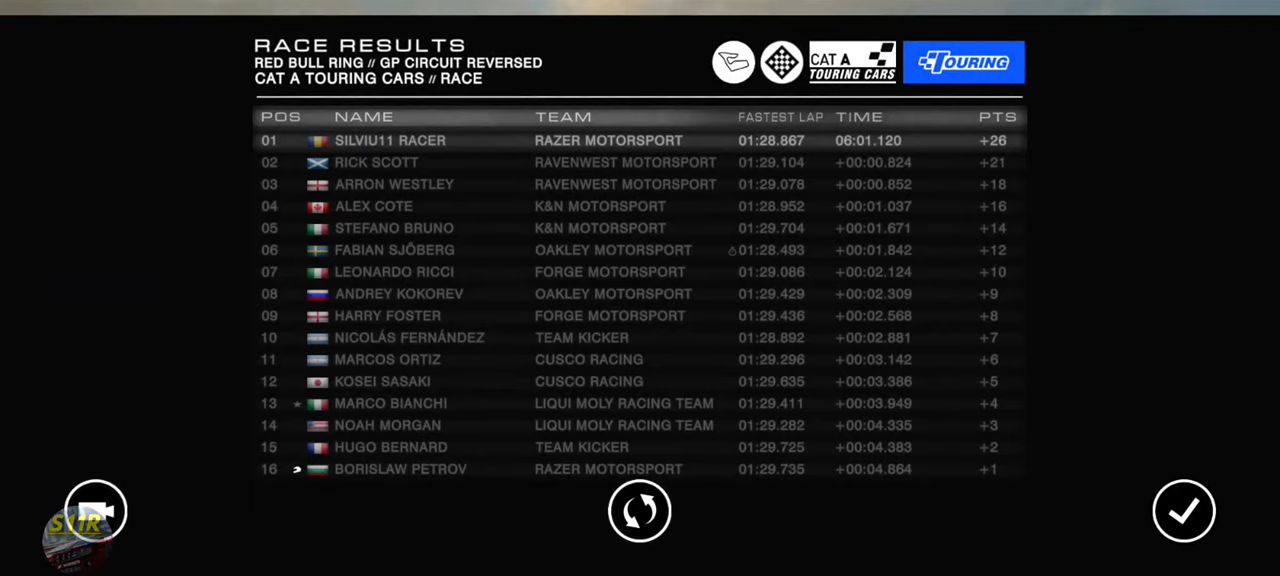 RACE RESULTS
RED BULL RING // GP CIRCUIT REVERSED
CAT A TOURING CARS // RACE
CAT A
TOURING CARS
TOURING
POS NAME TEAM FASTEST LAP TIME PTS
01 SILVIU11 RACER RAZER MOTORSPORT 01:28.867 06:01.120 +26
02 RICK SCOTT RAVENWEST MOTORSPORT 01:29.104 +00:00.824 +21
03 ARRON WESTLEY RAVENWEST MOTORSPORT 01:29.078 +00:00.852 +18
04 ALEX COTE K&N MOTORSPORT 01:28.952 +00:01.037 +16
05 STEFANO BRUNO K&N MOTORSPORT 01:29.704 +00:01.671 +14
06 FABIAN SJÖBERG OAKLEY MOTORSPORT 01:28.493 +00:01.842 +12
07 LEONARDO RICCI FORGE MOTORSPORT 01:29.086 +00:02.124 +10
08 ANDREY KOKOREV OAKLEY MOTORSPORT 01:29.429 +00:02.309 +9
09 HARRY FOSTER FORGE MOTORSPORT 01:29.436 +00:02.568 +8
10 NICOLÁS FERNÁNDEZ TEAM KICKER 01:28.892 +00:02.881 +7
11 MARCOS ORTIZ CUSCO RACING 01:29.296 +00:03.142 +6
12 KOSEI SASAKI CUSCO RACING 01:29.635 +00:03.386 +5
13 MARCO BIANCHI LIQUI MOLY RACING TEAM 01:29.411 +00:03.949 +4
14 NOAH MORGAN LIQUI MOLY RACING TEAM 01:29.282 +00:04.335 +3
15 HUGO BERNARD TEAM KICKER 01:29.725 +00:04.383 +2
16 BORISLAW PETROV RAZER MOTORSPORT 01:29.735 +00:04.864 +1
S11R